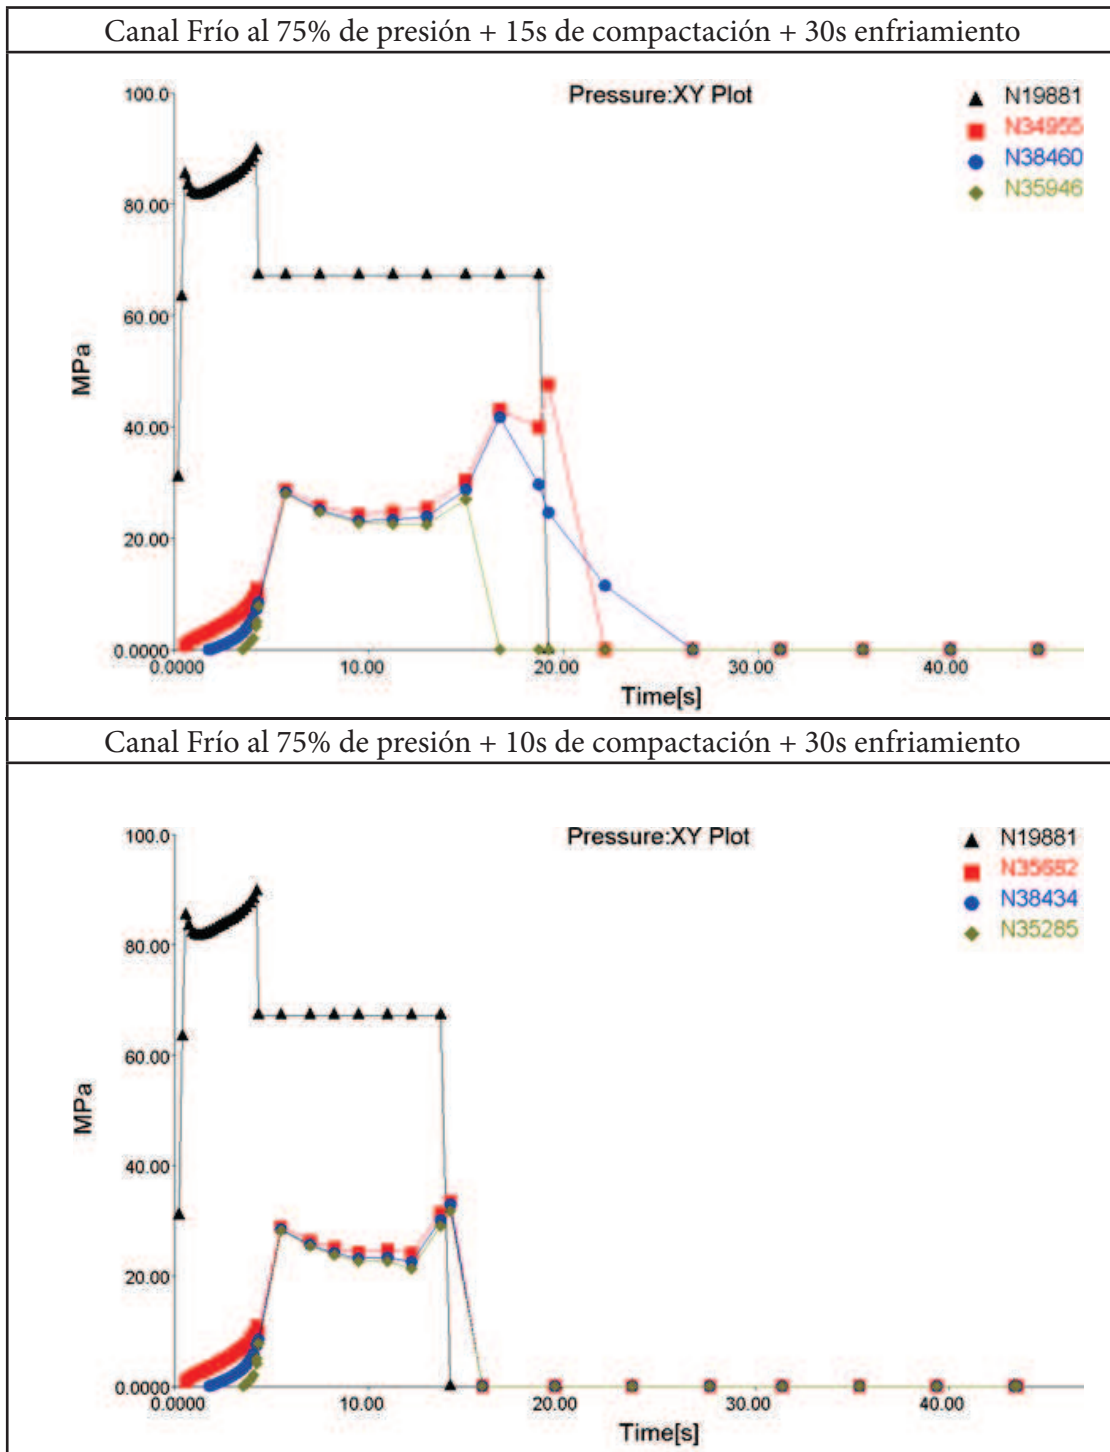 Canal Frío al 75% de presión + 15s de compactación + 30s enfriamiento
Pressure:XY Plot
N19881
N34955
N38460
N35946
100.0
80.00
60.00
40.00
20.00
0.0000
MPa
0.0000 10.00 20.00 30.00 40.00
Time[s]
Canal Frío al 75% de presión + 10s de compactación + 30s enfriamiento
Pressure:XY Plot
N19881
N35682
N38434
N35285
100.0
80.00
60.00
40.00
20.00
0.0000
MPa
0.0000 10.00 20.00 30.00 40.00
Time[s]